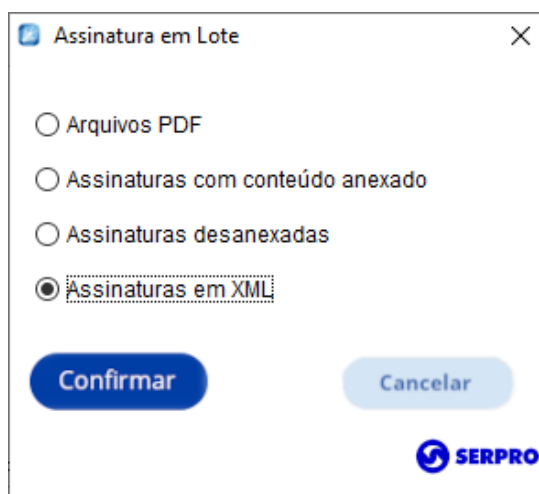 Assinatura em Lote
Arquivos PDF
Assinaturas com conteúdo anexado
Assinaturas desanexadas
Assinaturas em XML
Confirmar
Cancelar
SERPRO